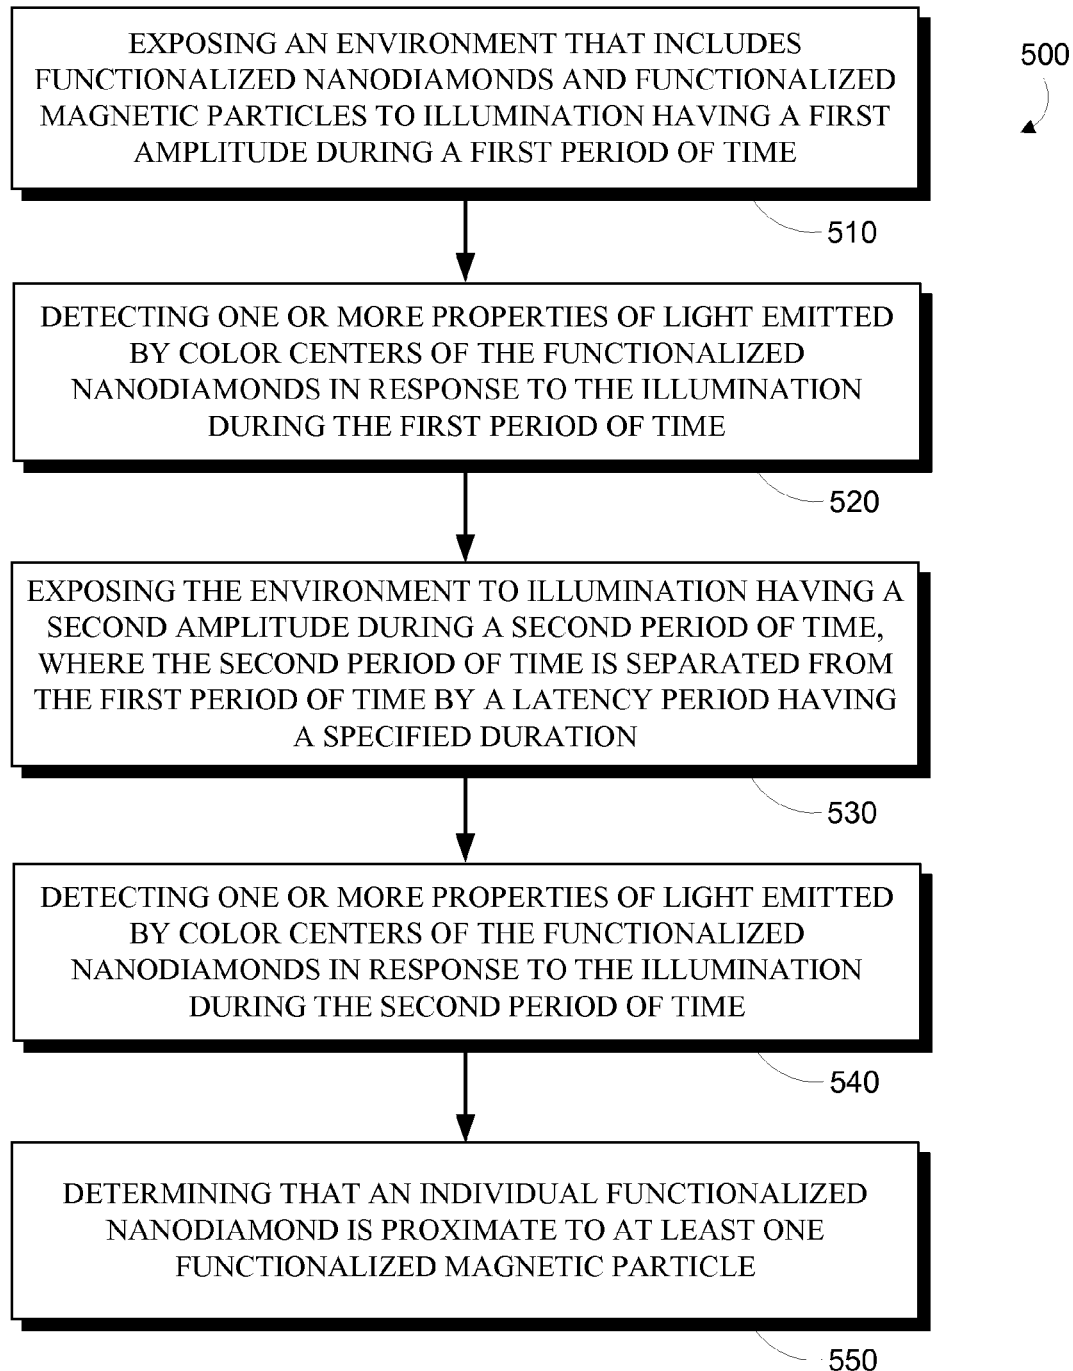 EXPOSING AN ENVIRONMENT THAT INCLUDES
FUNCTIONALIZED NANODIAMONDS AND FUNCTIONALIZED
MAGNETIC PARTICLES TO ILLUMINATION HAVING A FIRST
AMPLITUDE DURING A FIRST PERIOD OF TIME
500
510
DETECTING ONE OR MORE PROPERTIES OF LIGHT EMITTED
BY COLOR CENTERS OF THE FUNCTIONALIZED
NANODIAMONDS IN RESPONSE TO THE ILLUMINATION
DURING THE FIRST PERIOD OF TIME
520
EXPOSING THE ENVIRONMENT TO ILLUMINATION HAVING A
SECOND AMPLITUDE DURING A SECOND PERIOD OF TIME,
WHERE THE SECOND PERIOD OF TIME IS SEPARATED FROM
THE FIRST PERIOD OF TIME BY A LATENCY PERIOD HAVING
A SPECIFIED DURATION
530
DETECTING ONE OR MORE PROPERTIES OF LIGHT EMITTED
BY COLOR CENTERS OF THE FUNCTIONALIZED
NANODIAMONDS IN RESPONSE TO THE ILLUMINATION
DURING THE SECOND PERIOD OF TIME
540
DETERMINING THAT AN INDIVIDUAL FUNCTIONALIZED
NANODIAMOND IS PROXIMATE TO AT LEAST ONE
FUNCTIONALIZED MAGNETIC PARTICLE
550